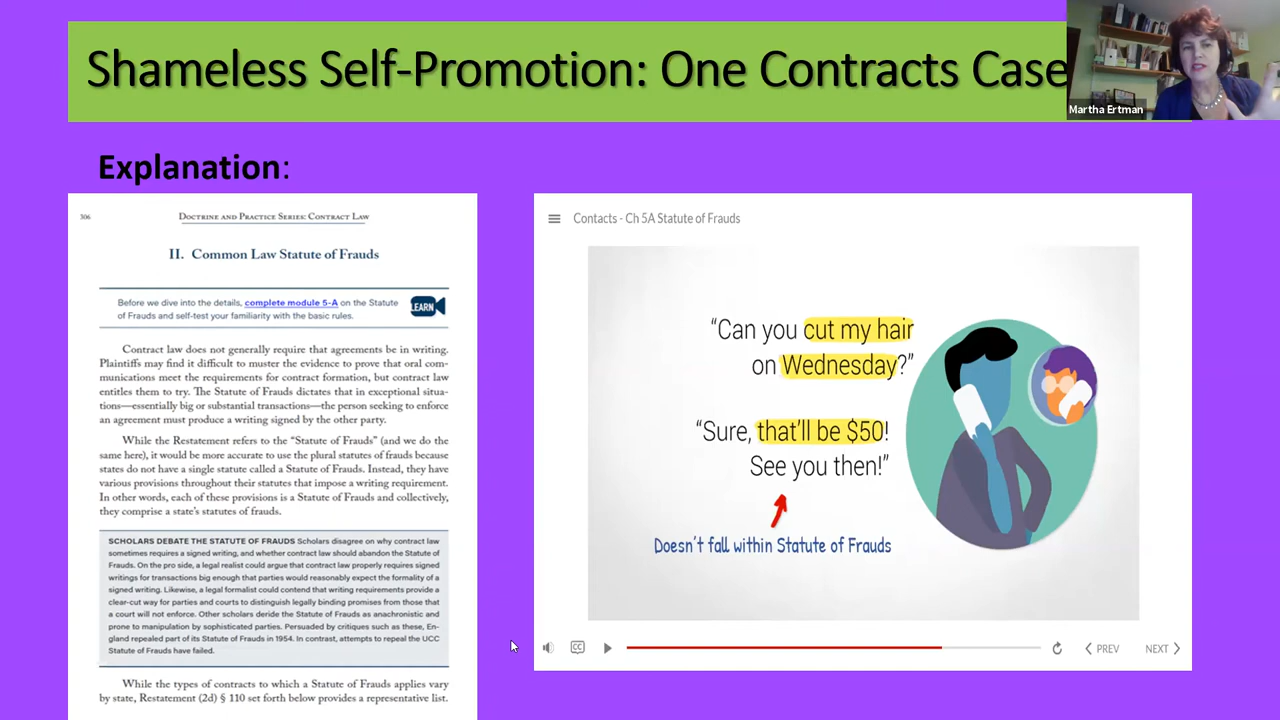 Shameless Self-Promotion: One Contracts Case
Martha Ertman
Explanation:
306
Doctrine and Practice Series: Contract Law
II. Common Law Statute of Frauds
Before we dive into the details, complete module 5-A on the Statute
of Frauds and self-test your familiarity with the basic rules.
LEARN
Contract law does not generally require that agreements be in writing.
Plaintiffs may find it difficult to muster the evidence to prove that oral com-
munications meet the requirements for contract formation, but contract law
entitles them to try. The Statute of Frauds dictates that in exceptional situa-
tions—essentially big or substantial transactions—the person seeking to enforce
an agreement must produce a writing signed by the other party.
While the Restatement refers to the “Statute of Frauds” (and we do the
same here), it would be more accurate to use the plural statutes of frauds because
states do not have a single statute called a Statute of Frauds. Instead, they have
various provisions throughout their statutes that impose a writing requirement.
In other words, each of these provisions is a Statute of Frauds and collectively,
they comprise a state’s statutes of frauds.
SCHOLARS DEBATE THE STATUTE OF FRAUDS Scholars disagree on why contract law
sometimes requires a signed writing, and whether contract law should abandon the Statute of
Frauds. On the pro side, a legal realist could argue that contract law properly requires signed
writings for transactions big enough that parties would reasonably expect the formality of a
signed writing. Likewise, a legal formalist could contend that writing requirements provide a
clear-cut way for parties and courts to distinguish legally binding promises from those that
a court will not enforce. Other scholars deride the Statute of Frauds as anachronistic and
prone to manipulation by sophisticated parties. Persuaded by critiques such as these, En-
gland repealed part of its Statute of Frauds in 1954. In contrast, attempts to repeal the UCC
Statute of Frauds have failed.
While the types of contracts to which a Statute of Frauds applies vary
by state, Restatement (2d) § 110 set forth below provides a representative list.
Contacts - Ch 5A Statute of Frauds
“Can you cut my hair
on Wednesday?”
“Sure, that’ll be $50!
See you then!”
Doesn’t fall within Statute of Frauds
CC
PREV
NEXT